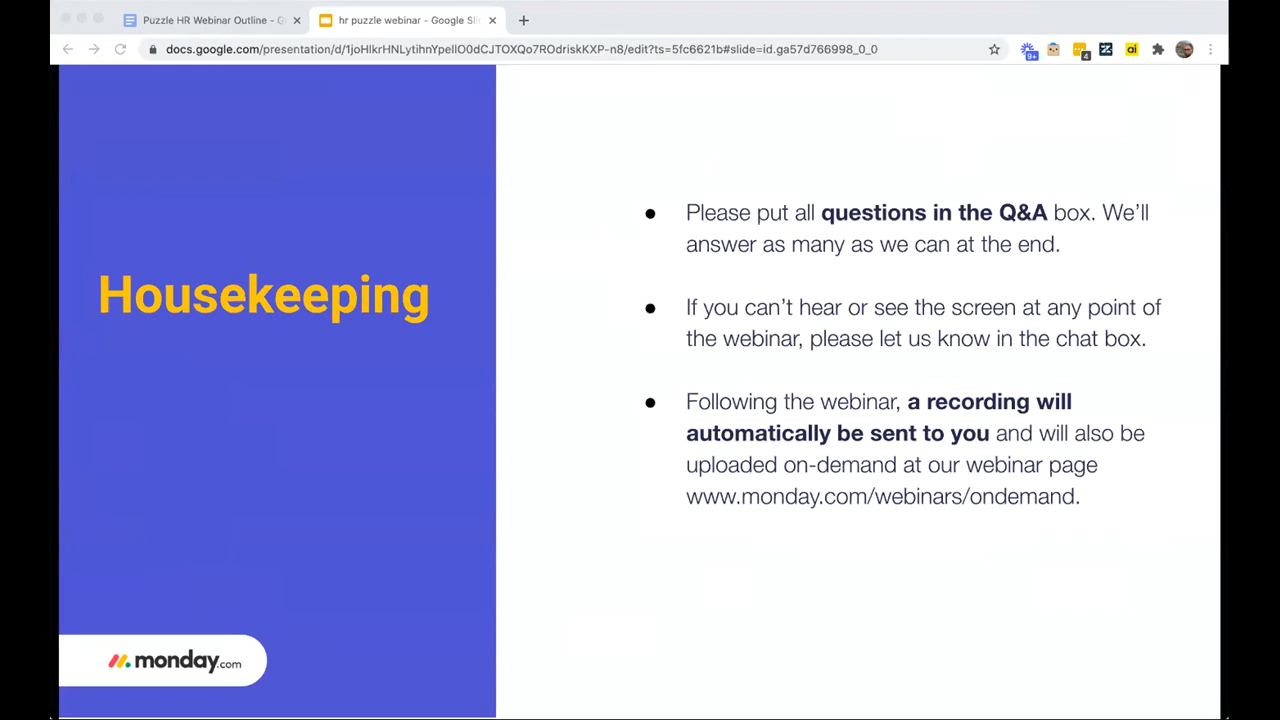 Puzzle HR Webinar Outline - G
hr puzzle webinar - Google Sli
docs.google.com/presentation/d/1joHlkrHNLytihnYpellO0dCJTOXQo7ROdriskKXP-n8/edit?ts=5fc6621b#slide=id.ga57d766998_0_0
9+
4
ai
Housekeeping
● Please put all questions in the Q&A box. We’ll
answer as many as we can at the end.
● If you can’t hear or see the screen at any point of
the webinar, please let us know in the chat box.
● Following the webinar, a recording will
automatically be sent to you and will also be
uploaded on-demand at our webinar page
www.monday.com/webinars/ondemand.
monday.com